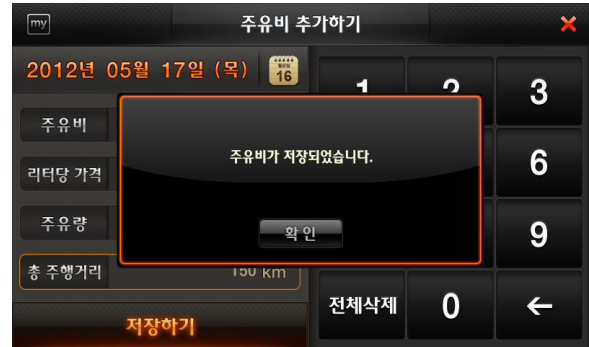 my
주유비 추가하기
2012년 05월 17일 (목)
16
1
2
3
주유비
주유비가 저장되었습니다.
리터당 가격
6
주유량
확인
9
총 주행거리
150 km
전체삭제
0
저장하기